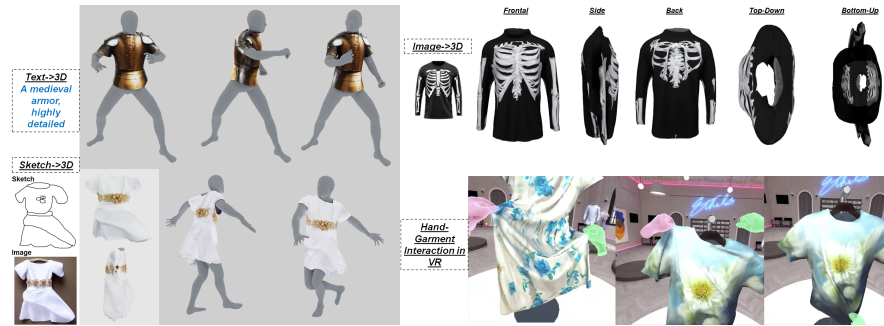 Text->3D
A medieval
armor,
highly
detailed
Sketch->3D
Sketch
Image
Image->3D
Frontal
Side
Back
Top-Down
Bottom-Up
Hand-
Garment
Interaction in
VR